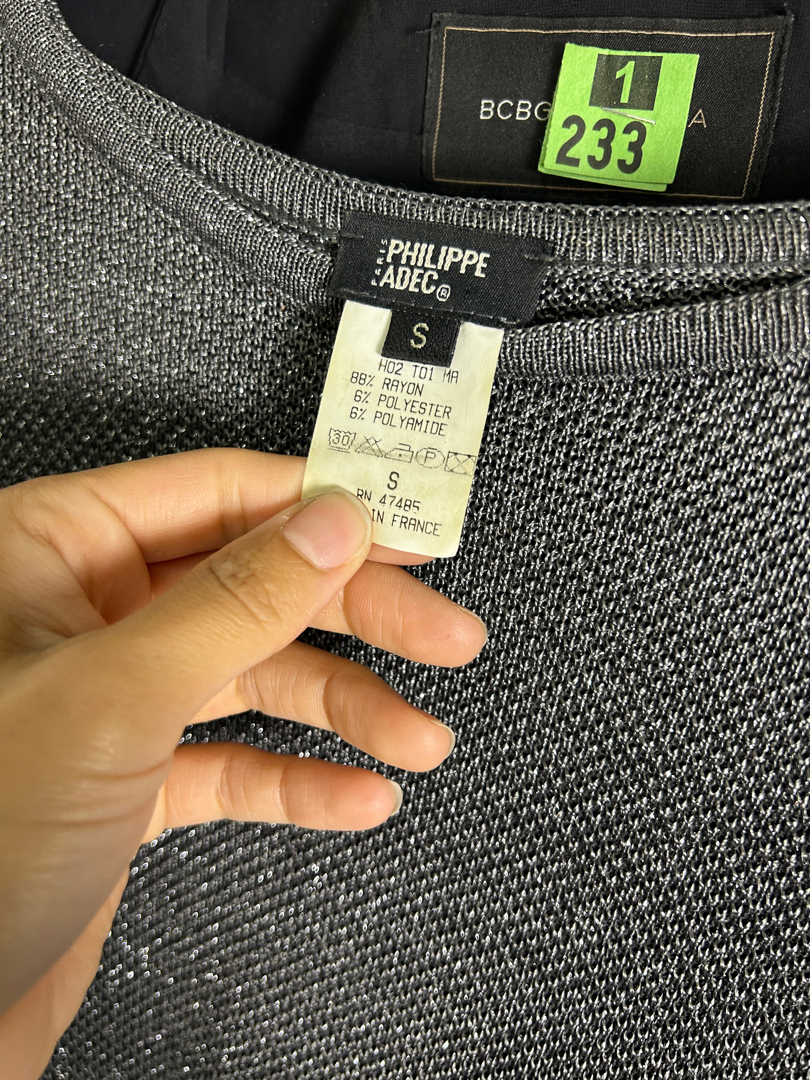 BCBG A
1
233
PARIS
PHILIPPE
ADEC®
S
H02 T01 MA
88% RAYON
6% POLYESTER
6% POLYAMIDE
30
P
S
RN 47485
IN FRANCE